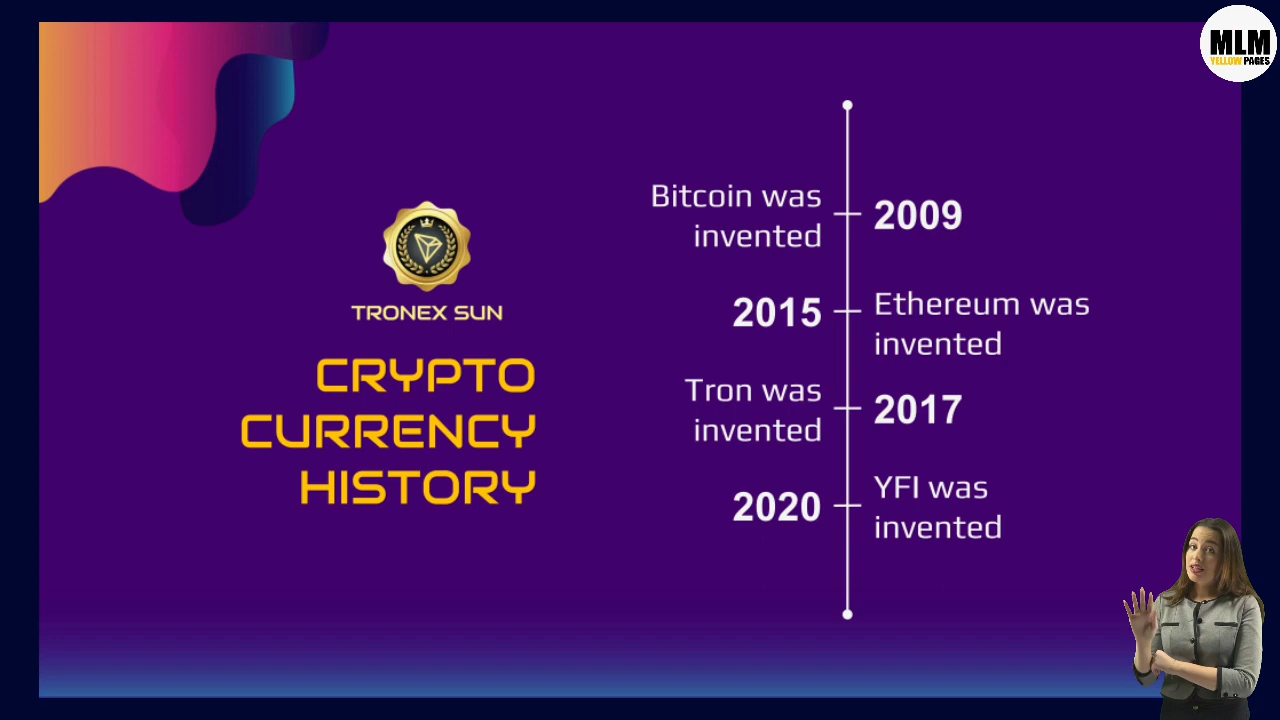 MLM
YELLOW PAGES
TRONEX SUN
CRYPTO
CURRENCY
HISTORY
Bitcoin was
invented
2009
2015
Ethereum was
invented
Tron was
invented
2017
2020
YFI was
invented